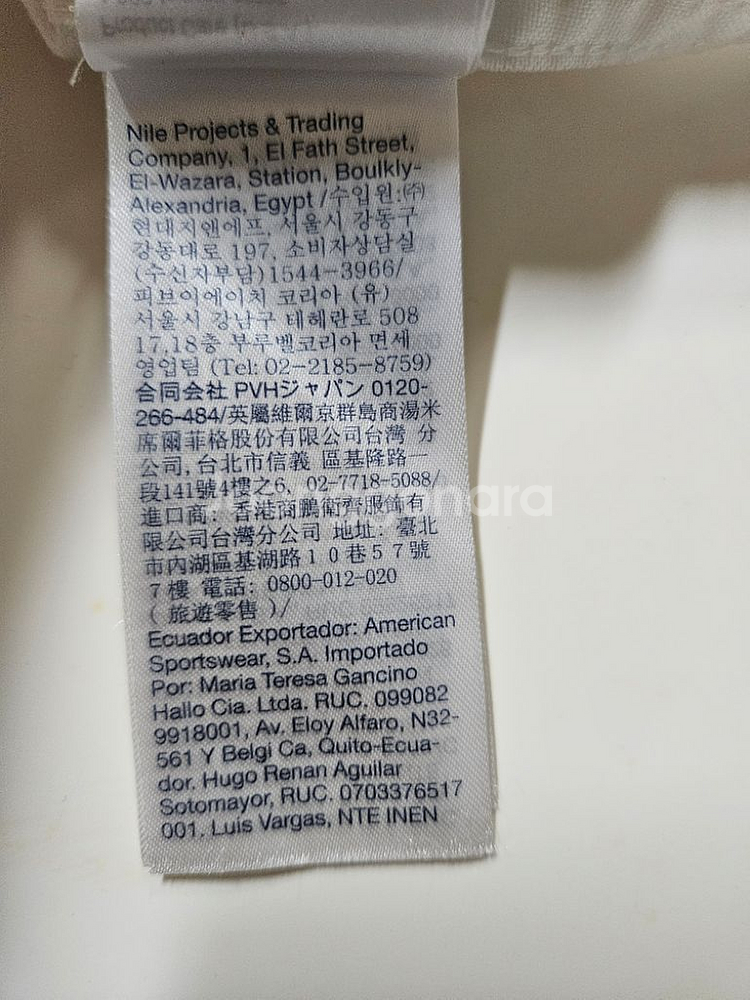 Product Care
Nile Projects & Trading
Company, 1, El Fath Street,
El-Wazara, Station, Boulkly-
Alexandria, Egypt /수입원:㈜
현대지앤에프, 서울시 강동구
강동대로 197, 소비자상담실
(수신자부담)1544-3966/
피브이에이치 코리아 (유)
서울시 강남구 테헤란로 508
17,18층 부루벨코리아 면세
영업팀 (Tel: 02-2185-8759)
合同会社 PVHジャパン 0120-
266-484/英屬維爾京群島商湯米
席爾菲格股份有限公司台灣 分
公司, 台北市信義 區基隆路一
段141號4樓之6, 02-7718-5088/
進口商: 香港商鵬衛齊服飾有
限公司台灣分公司 地址: 臺北
市內湖區基湖路１０巷５７號
７樓 電話: 0800-012-020
( 旅遊零售 )/
Ecuador Exportador: American
Sportswear, S.A. Importado
Por: Maria Teresa Gancino
Hallo Cia. Ltda. RUC. 099082
9918001, Av. Eloy Alfaro, N32-
561 Y Belgi Ca, Quito-Ecua-
dor. Hugo Renan Aguilar
Sotomayor, RUC. 0703376517
001. Luis Vargas, NTE INEN